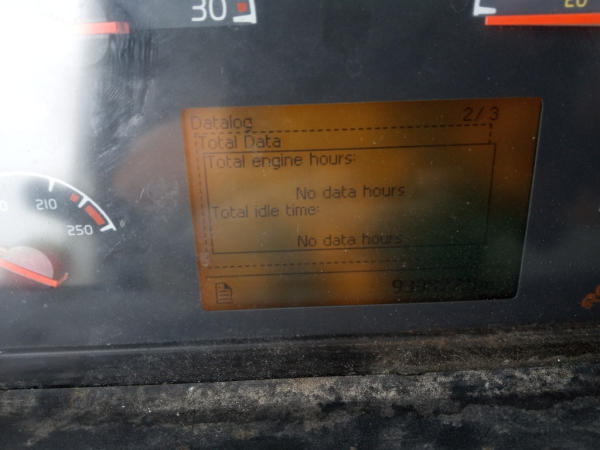 30
20
Datalog 2/3
Total Data
Total engine hours:
No data hours
Total idle time:
No data hours
210
250